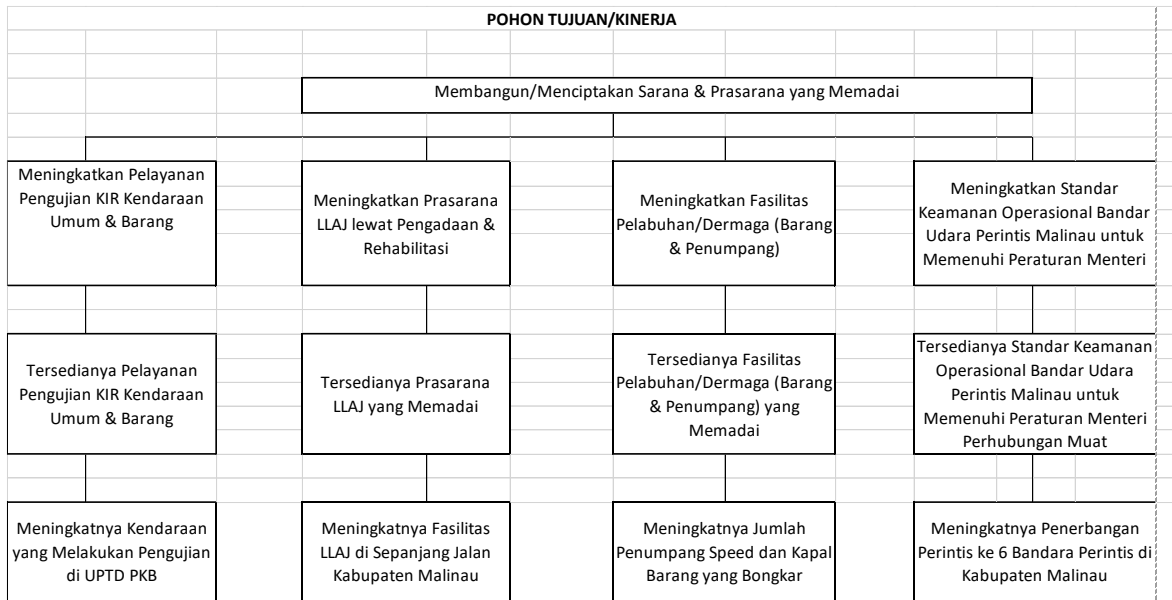 POHON TUJUAN/KINERJA
Membangun/Menciptakan Sarana & Prasarana yang Memadai
Meningkatkan Pelayanan
Pengujian KIR Kendaraan
Umum & Barang
Meningkatkan Prasarana
LLAJ lewat Pengadaan &
Rehabilitasi
Meningkatkan Fasilitas
Pelabuhan/Dermaga (Barang
& Penumpang)
Meningkatkan Standar
Keamanan Operasional Bandar
Udara Perintis Malinau untuk
Memenuhi Peraturan Menteri
Tersedianya Pelayanan
Pengujian KIR Kendaraan
Umum & Barang
Tersedianya Prasarana
LLAJ yang Memadai
Tersedianya Fasilitas
Pelabuhan/Dermaga (Barang
& Penumpang) yang
Memadai
Tersedianya Standar Keamanan
Operasional Bandar Udara
Perintis Malinau untuk
Memenuhi Peraturan Menteri
Perhubungan Muat
Meningkatnya Kendaraan
yang Melakukan Pengujian
di UPTD PKB
Meningkatnya Fasilitas
LLAJ di Sepanjang Jalan
Kabupaten Malinau
Meningkatnya Jumlah
Penumpang Speed dan Kapal
Barang yang Bongkar
Meningkatnya Penerbangan
Perintis ke 6 Bandara Perintis di
Kabupaten Malinau